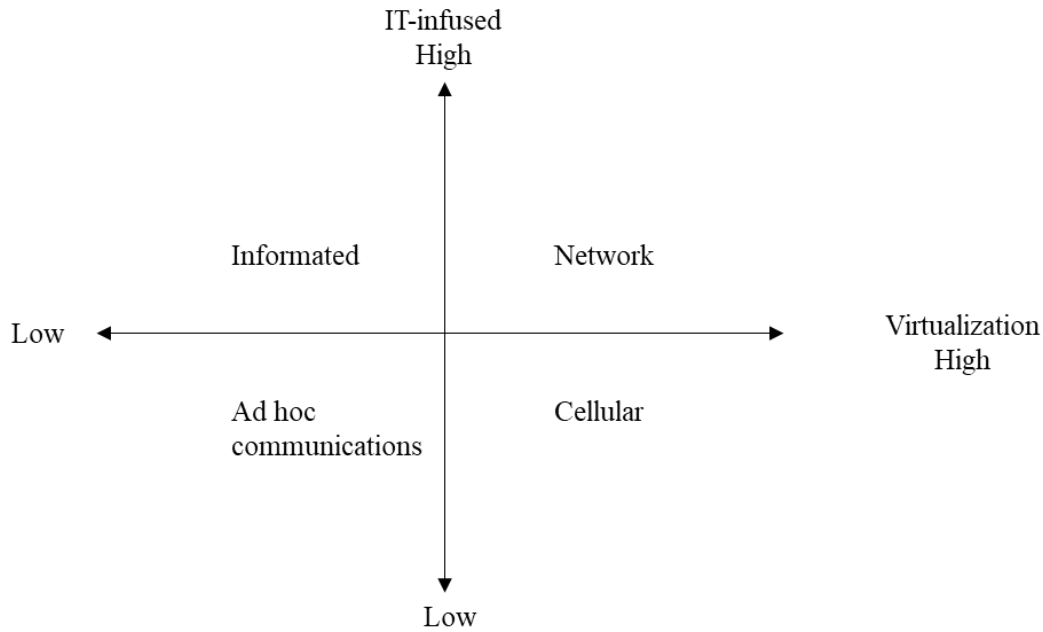 IT-infused
High
Informated
Network
Low
Virtualization
High
Ad hoc
communications
Cellular
Low